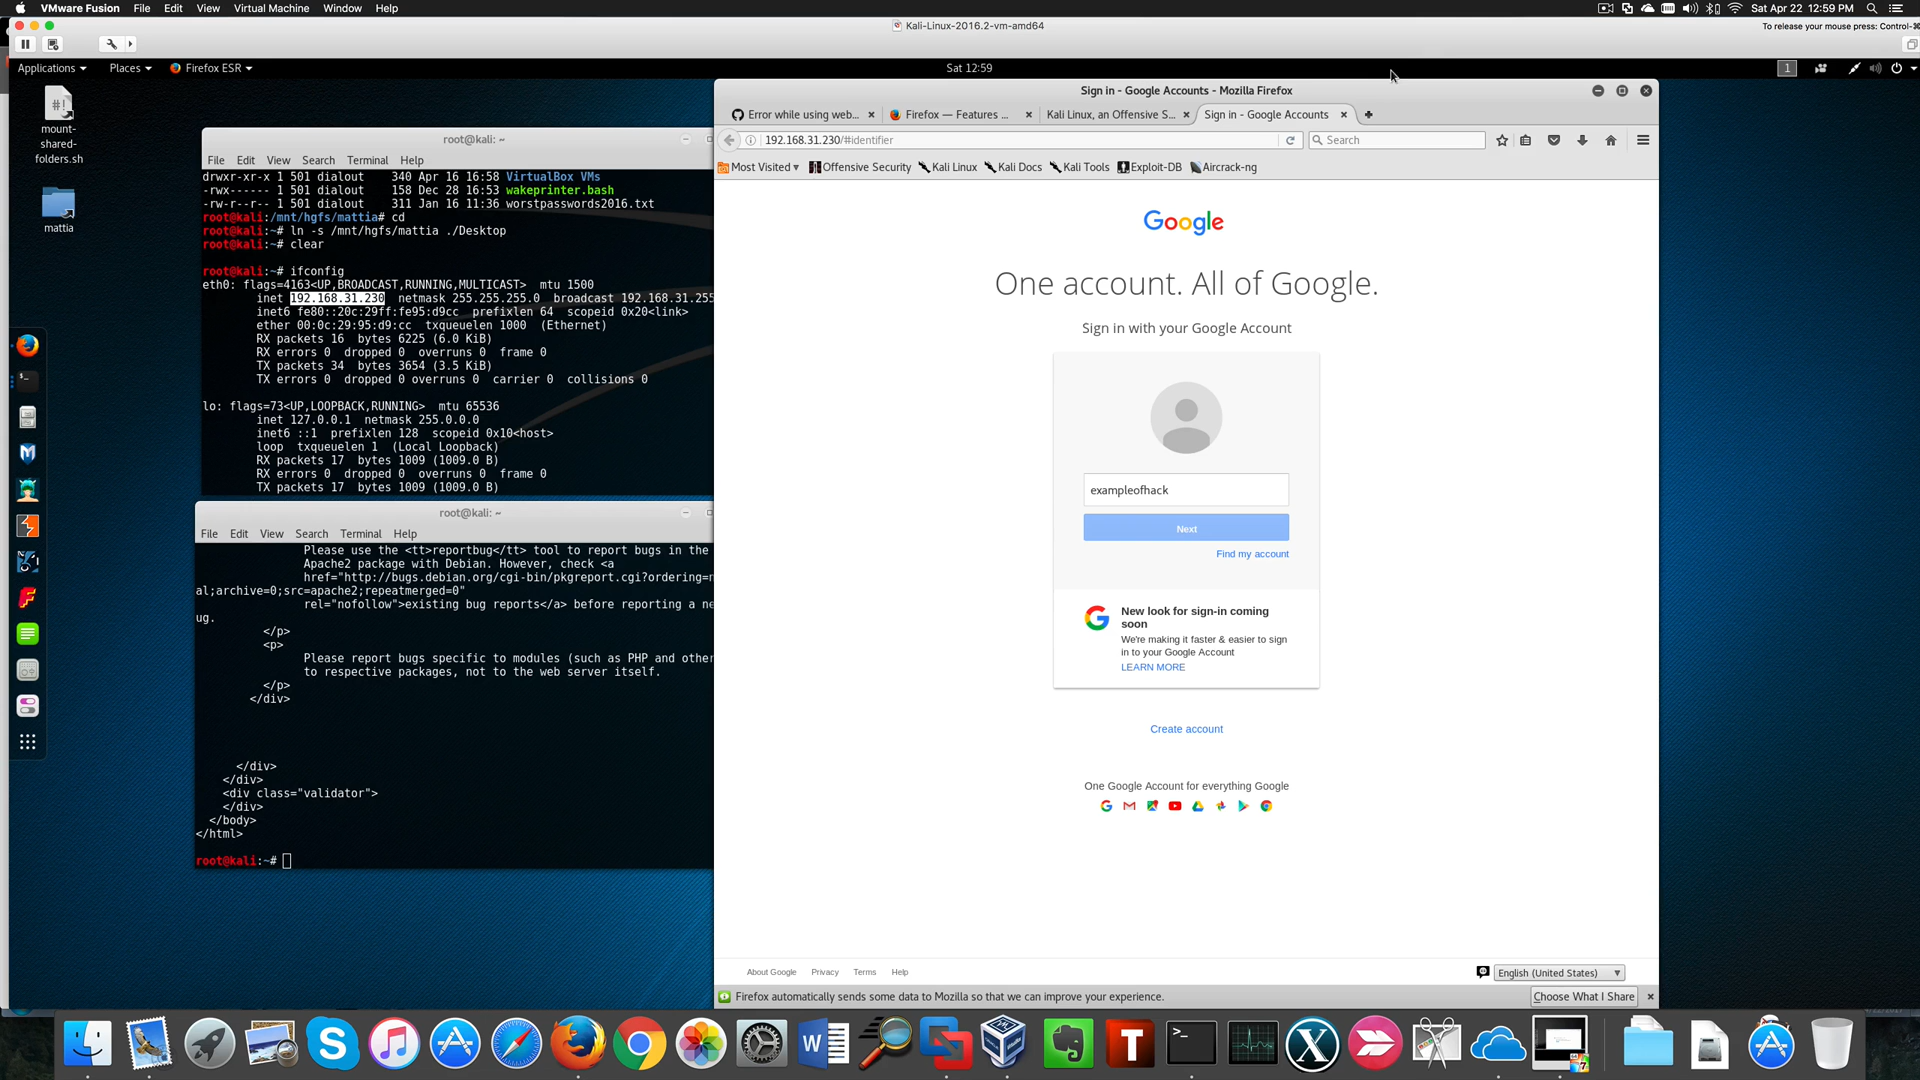 VMware Fusion File Edit View Virtual Machine Window Help Sat Apr 22 12:59 PM
Kali-Linux-2016.2-vm-amd64 To release your mouse press: Control-⌘
Applications Places Firefox ESR Sat 12:59 1
#!
mount-
shared-
folders.sh
mattia
root@kali: ~
File Edit View Search Terminal Help
drwxr-xr-x 1 501 dialout 340 Apr 16 16:58 VirtualBox VMs
-rwx------ 1 501 dialout 158 Dec 28 16:53 wakeprinter.bash
-rw-r--r-- 1 501 dialout 311 Jan 16 11:36 worstpasswords2016.txt
root@kali:/mnt/hgfs/mattia# cd
root@kali:~# ln -s /mnt/hgfs/mattia ./Desktop
root@kali:~# clear
root@kali:~# ifconfig
eth0: flags=4163<UP,BROADCAST,RUNNING,MULTICAST> mtu 1500
inet 192.168.31.230 netmask 255.255.255.0 broadcast 192.168.31.255
inet6 fe80::20c:29ff:fe95:d9cc prefixlen 64 scopeid 0x20<link>
ether 00:0c:29:95:d9:cc txqueuelen 1000 (Ethernet)
RX packets 16 bytes 6225 (6.0 KiB)
RX errors 0 dropped 0 overruns 0 frame 0
TX packets 34 bytes 3654 (3.5 KiB)
TX errors 0 dropped 0 overruns 0 carrier 0 collisions 0
lo: flags=73<UP,LOOPBACK,RUNNING> mtu 65536
inet 127.0.0.1 netmask 255.0.0.0
inet6 ::1 prefixlen 128 scopeid 0x10<host>
loop txqueuelen 1 (Local Loopback)
RX packets 17 bytes 1009 (1009.0 B)
RX errors 0 dropped 0 overruns 0 frame 0
TX packets 17 bytes 1009 (1009.0 B)
root@kali: ~
File Edit View Search Terminal Help
Please use the <tt>reportbug</tt> tool to report bugs in the
Apache2 package with Debian. However, check <a
href="http://bugs.debian.org/cgi-bin/pkgreport.cgi?ordering=n
al;archive=0;src=apache2;repeatmerged=0"
rel="nofollow">existing bug reports</a> before reporting a ne
ug.
</p>
<p>
Please report bugs specific to modules (such as PHP and other
to respective packages, not to the web server itself.
</p>
</div>
</div>
</div>
<div class="validator">
</div>
</body>
</html>
root@kali:~#
Sign in - Google Accounts - Mozilla Firefox
Error while using web... Firefox — Features ... Kali Linux, an Offensive S... Sign in - Google Accounts
192.168.31.230/#identifier Search
Most Visited Offensive Security Kali Linux Kali Docs Kali Tools Exploit-DB Aircrack-ng
Google
One account. All of Google.
Sign in with your Google Account
exampleofhack
Next
Find my account
New look for sign-in coming
soon
We're making it faster & easier to sign
in to your Google Account
LEARN MORE
Create account
One Google Account for everything Google
About Google Privacy Terms Help English (United States)
Firefox automatically sends some data to Mozilla so that we can improve your experience. Choose What I Share